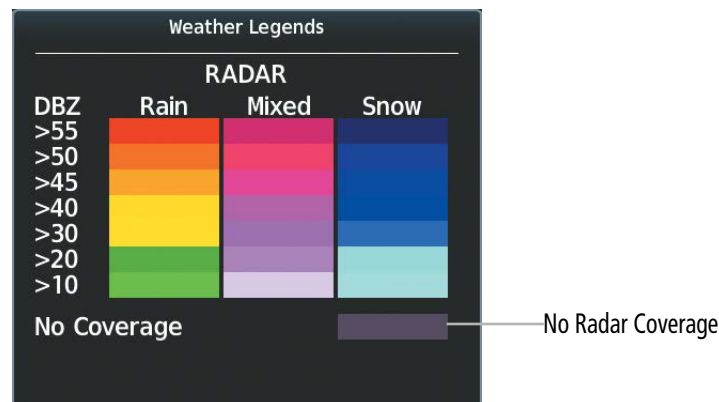 Weather Legends
RADAR
DBZ Rain Mixed Snow
>55
>50
>45
>40
>30
>20
>10
No Coverage
No Radar Coverage